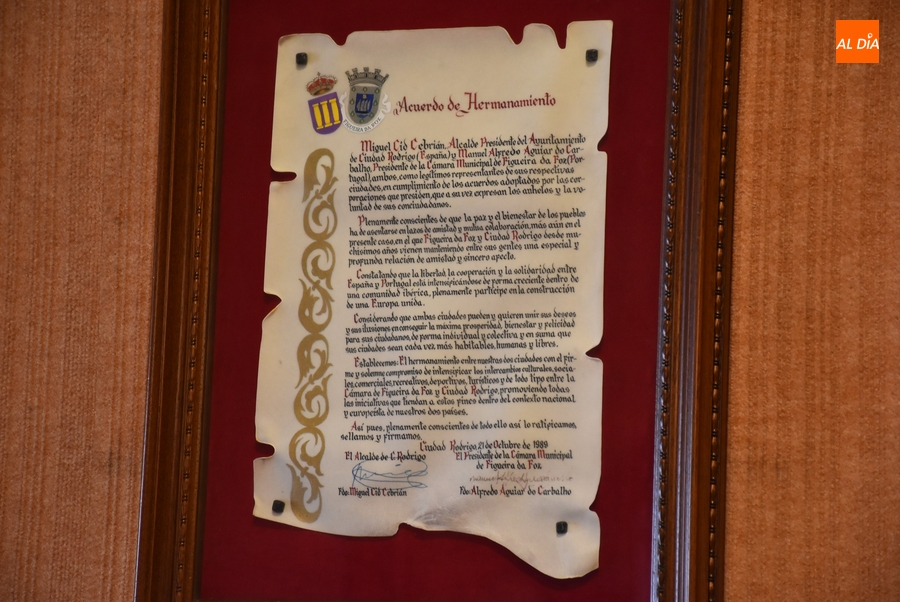 AL DÍA
FIGUEIRA DA FOZ
Acuerdo de Hermanamiento
Miguel Cid Cebrián, Alcalde Presidente del Ayuntamiento
de Ciudad Rodrigo (España) y Manuel Alfredo Aguiar do Car-
balho, Presidente de la Cámara Municipal de Figueira da Foz (Por-
tugal), ambos, como legítimos representantes de sus respectivas
ciudades, en cumplimiento de los acuerdos adoptados por las cor-
poraciones que presiden, que a su vez expresan los anhelos y la vo-
luntad de sus conciudadanos.
Plenamente conscientes de que la paz y el bienestar de los pueblos
ha de asentarse en lazos de amistad y mutua colaboración, más aún en el
presente caso, en el que Figueira da Foz y Ciudad Rodrigo desde mu-
chísimos años vienen manteniendo entre sus gentes una especial y
profunda relación de amistad y sincero afecto.
Constatando que la libertad, la cooperación y la solidaridad entre
España y Portugal está intensificándose de forma creciente dentro de
una comunidad ibérica, plenamente partícipe en la construcción
de una Europa unida.
Considerando que ambas ciudades pueden y quieren unir sus deseos
y sus ilusiones en conseguir la máxima prosperidad, bienestar y felicidad
para sus ciudadanos, de forma individual y colectiva y en suma que
sus ciudades sean cada vez más habitables, humanas y libres.
Establecemos: El hermanamiento entre nuestras dos ciudades con el fir-
me y solemne compromiso de intensificar los intercambios culturales, socia-
les, comerciales, recreativos, deportivos, turísticos y de todo tipo entre la
Cámara de Figueira da Foz y Ciudad Rodrigo, promoviendo todas
las iniciativas que tiendan a estos fines dentro del contexto nacional
y europeísta de nuestros dos países.
Así pues, plenamente conscientes de todo ello así lo ratificamos,
sellamos y firmamos.
Ciudad Rodrigo, 21 de Octubre de 1989
El Alcalde de C. Rodrigo El Presidente de la Cámara Municipal
de Figueira da Foz
Fdo: Miguel Cid Cebrián Fdo: Alfredo Aguiar do Carbalho